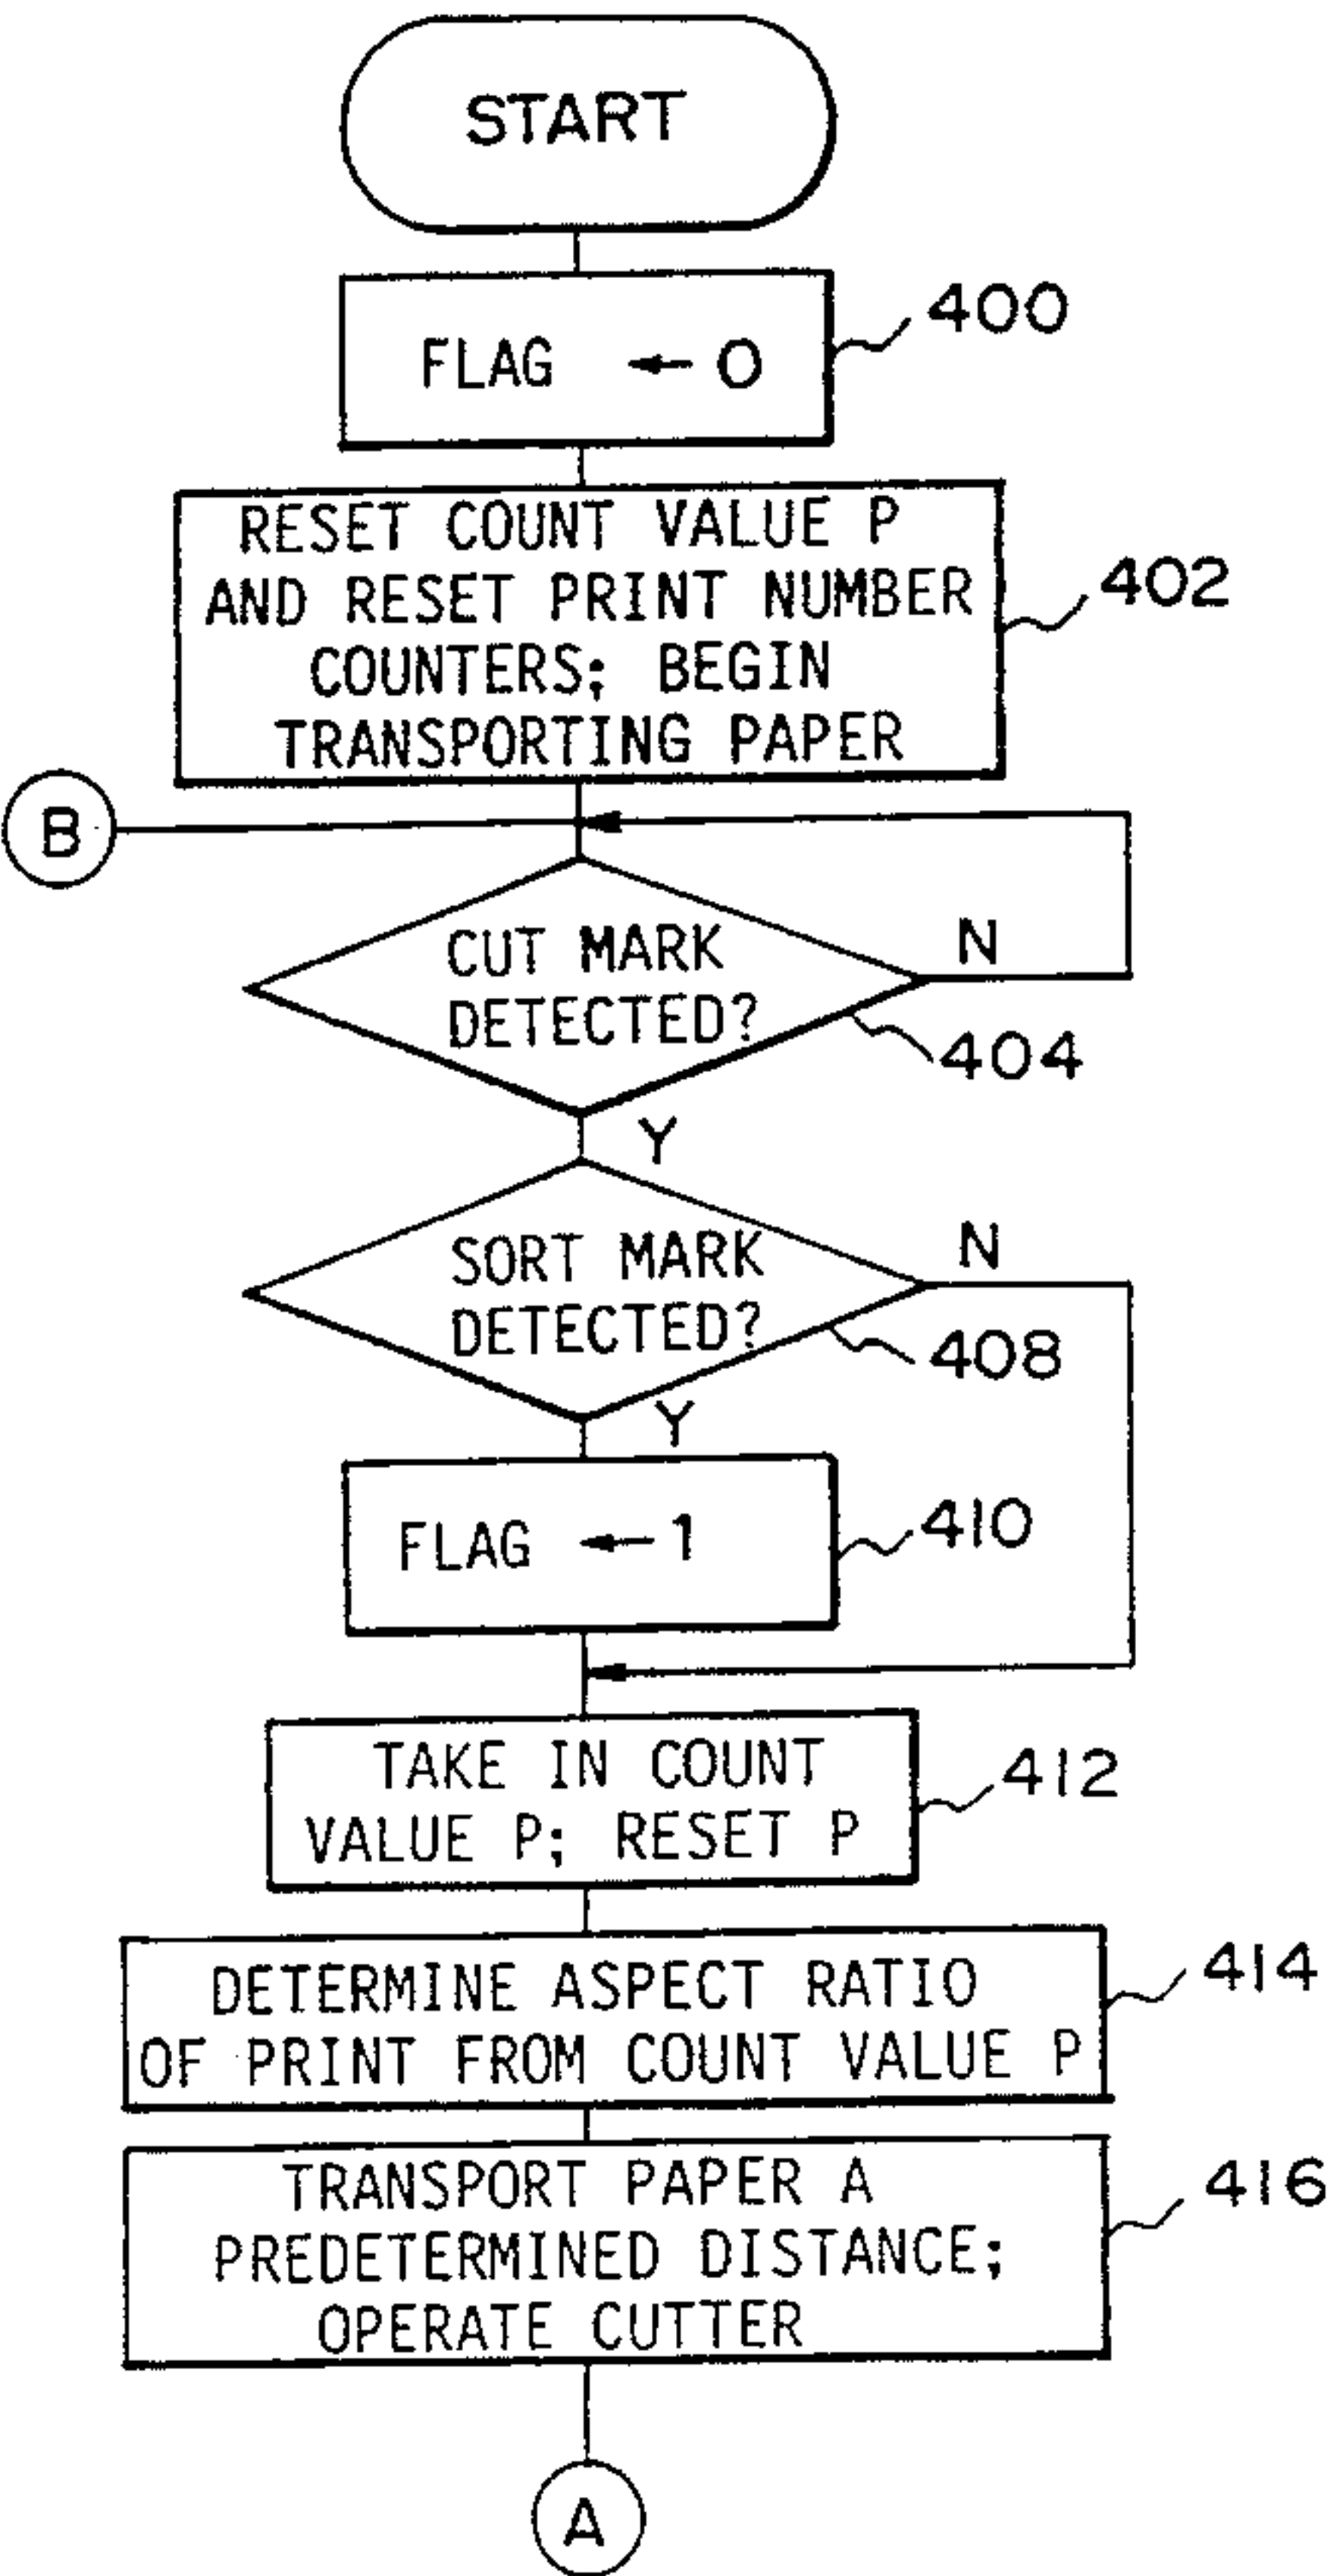 START
FLAG ← 0
400
RESET COUNT VALUE P
AND RESET PRINT NUMBER
COUNTERS; BEGIN
TRANSPORTING PAPER
402
B
CUT MARK
DETECTED?
N
404
Y
SORT MARK
DETECTED?
N
408
Y
FLAG ← 1
410
TAKE IN COUNT
VALUE P; RESET P
412
DETERMINE ASPECT RATIO
OF PRINT FROM COUNT VALUE P
414
TRANSPORT PAPER A
PREDETERMINED DISTANCE;
OPERATE CUTTER
416
A